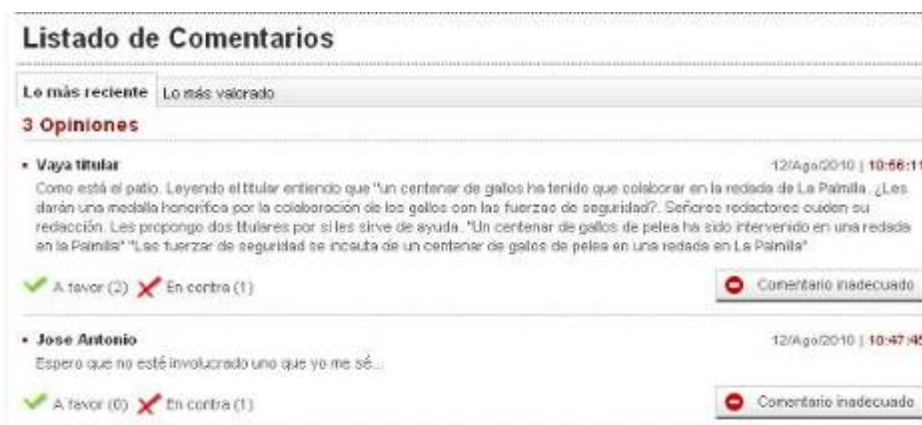 Listado de Comentarios
Lo más reciente Lo más valorado
3 Opiniones
Vaya titular 12/Ago/2010 | 10:56:11
Como está el patio. Leyendo el titular entiendo que "un centenar de gallos ha tenido que colaborar en la redada de La Palmilla. ¿Les
darán una medalla honorífica por la colaboración de los gallos con las fuerzas de seguridad?. Señores redactores cuiden su
redacción. Les propongo dos titulares por si les sirve de ayuda. "Un centenar de gallos de pelea ha sido intervenido en una redada
en la Palmilla" "Las fuerzar de seguridad se incauta de un centenar de gallos de pelea en una redada en La Palmilla"
A favor (2) En contra (1) Comentario inadecuado
Jose Antonio 12/Ago/2010 | 10:47:45
Espero que no esté involucrado uno que yo me sé...
A favor (0) En contra (1) Comentario inadecuado